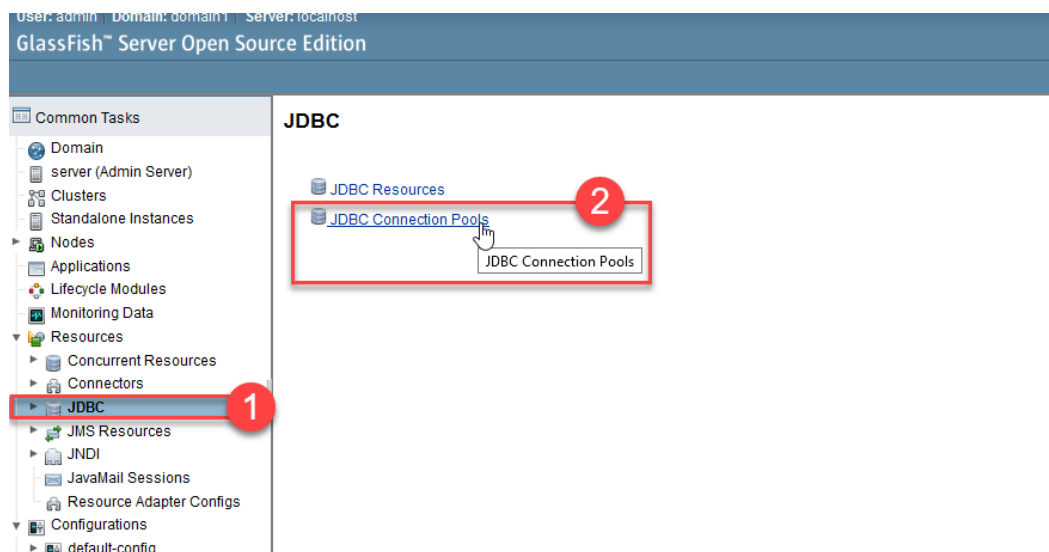 User: admin Domain: domain1 Server: localhost
GlassFish™ Server Open Source Edition
Common Tasks
Domain
server (Admin Server)
Clusters
Standalone Instances
Nodes
Applications
Lifecycle Modules
Monitoring Data
Resources
Concurrent Resources
Connectors
JDBC
1
JMS Resources
JNDI
JavaMail Sessions
Resource Adapter Configs
Configurations
default-config
JDBC
JDBC Resources
2
JDBC Connection Pools
JDBC Connection Pools